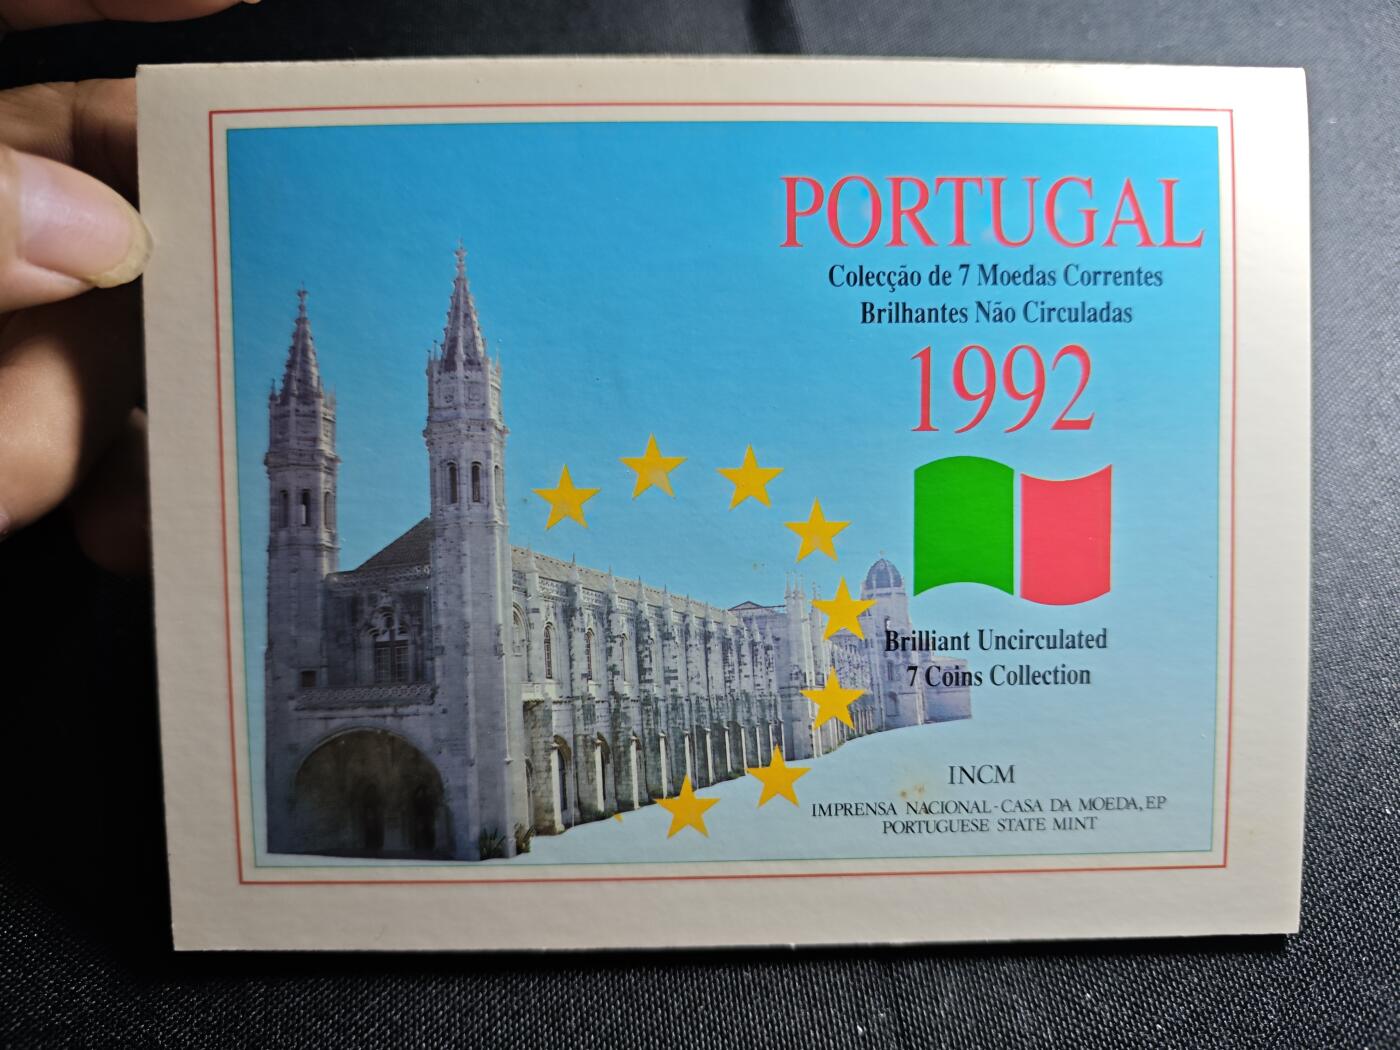 PORTUGAL
Colecção de 7 Moedas Correntes
Brilhantes Não Circuladas
1992
Brilliant Uncirculated
7 Coins Collection
INCM
IMPRENSA NACIONAL-CASA DA MOEDA, EP
PORTUGUESE STATE MINT